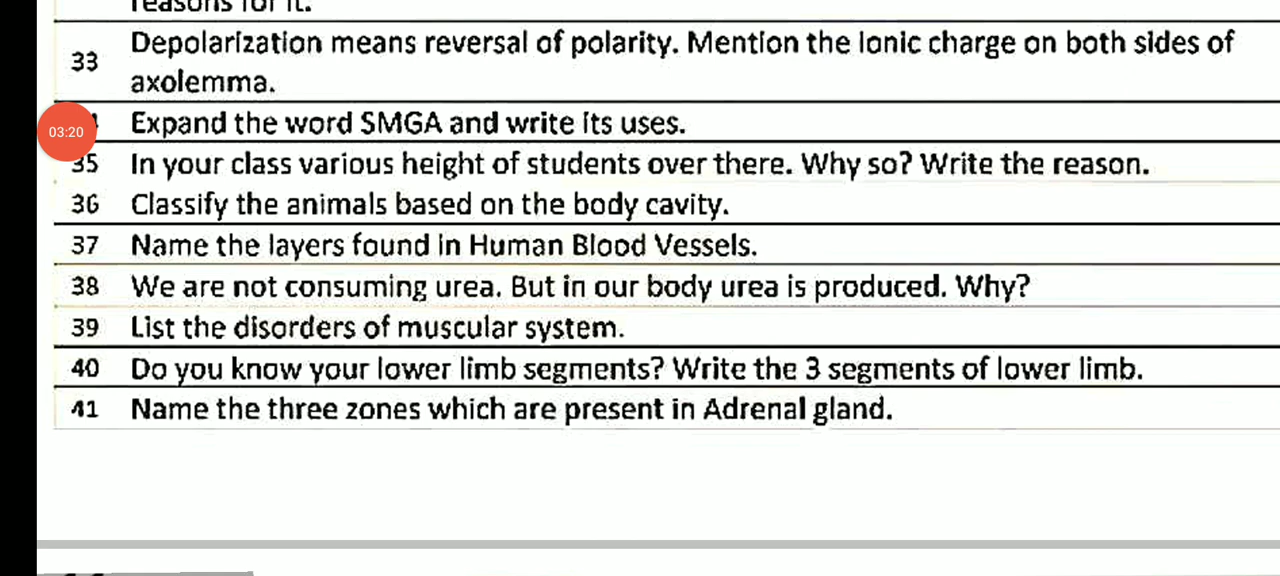 reasons for it.
33 Depolarization means reversal of polarity. Mention the ionic charge on both sides of
axolemma.
Expand the word SMGA and write its uses.
03:20
35 In your class various height of students over there. Why so? Write the reason.
36 Classify the animals based on the body cavity.
37 Name the layers found in Human Blood Vessels.
38 We are not consuming urea. But in our body urea is produced. Why?
39 List the disorders of muscular system.
40 Do you know your lower limb segments? Write the 3 segments of lower limb.
41 Name the three zones which are present in Adrenal gland.